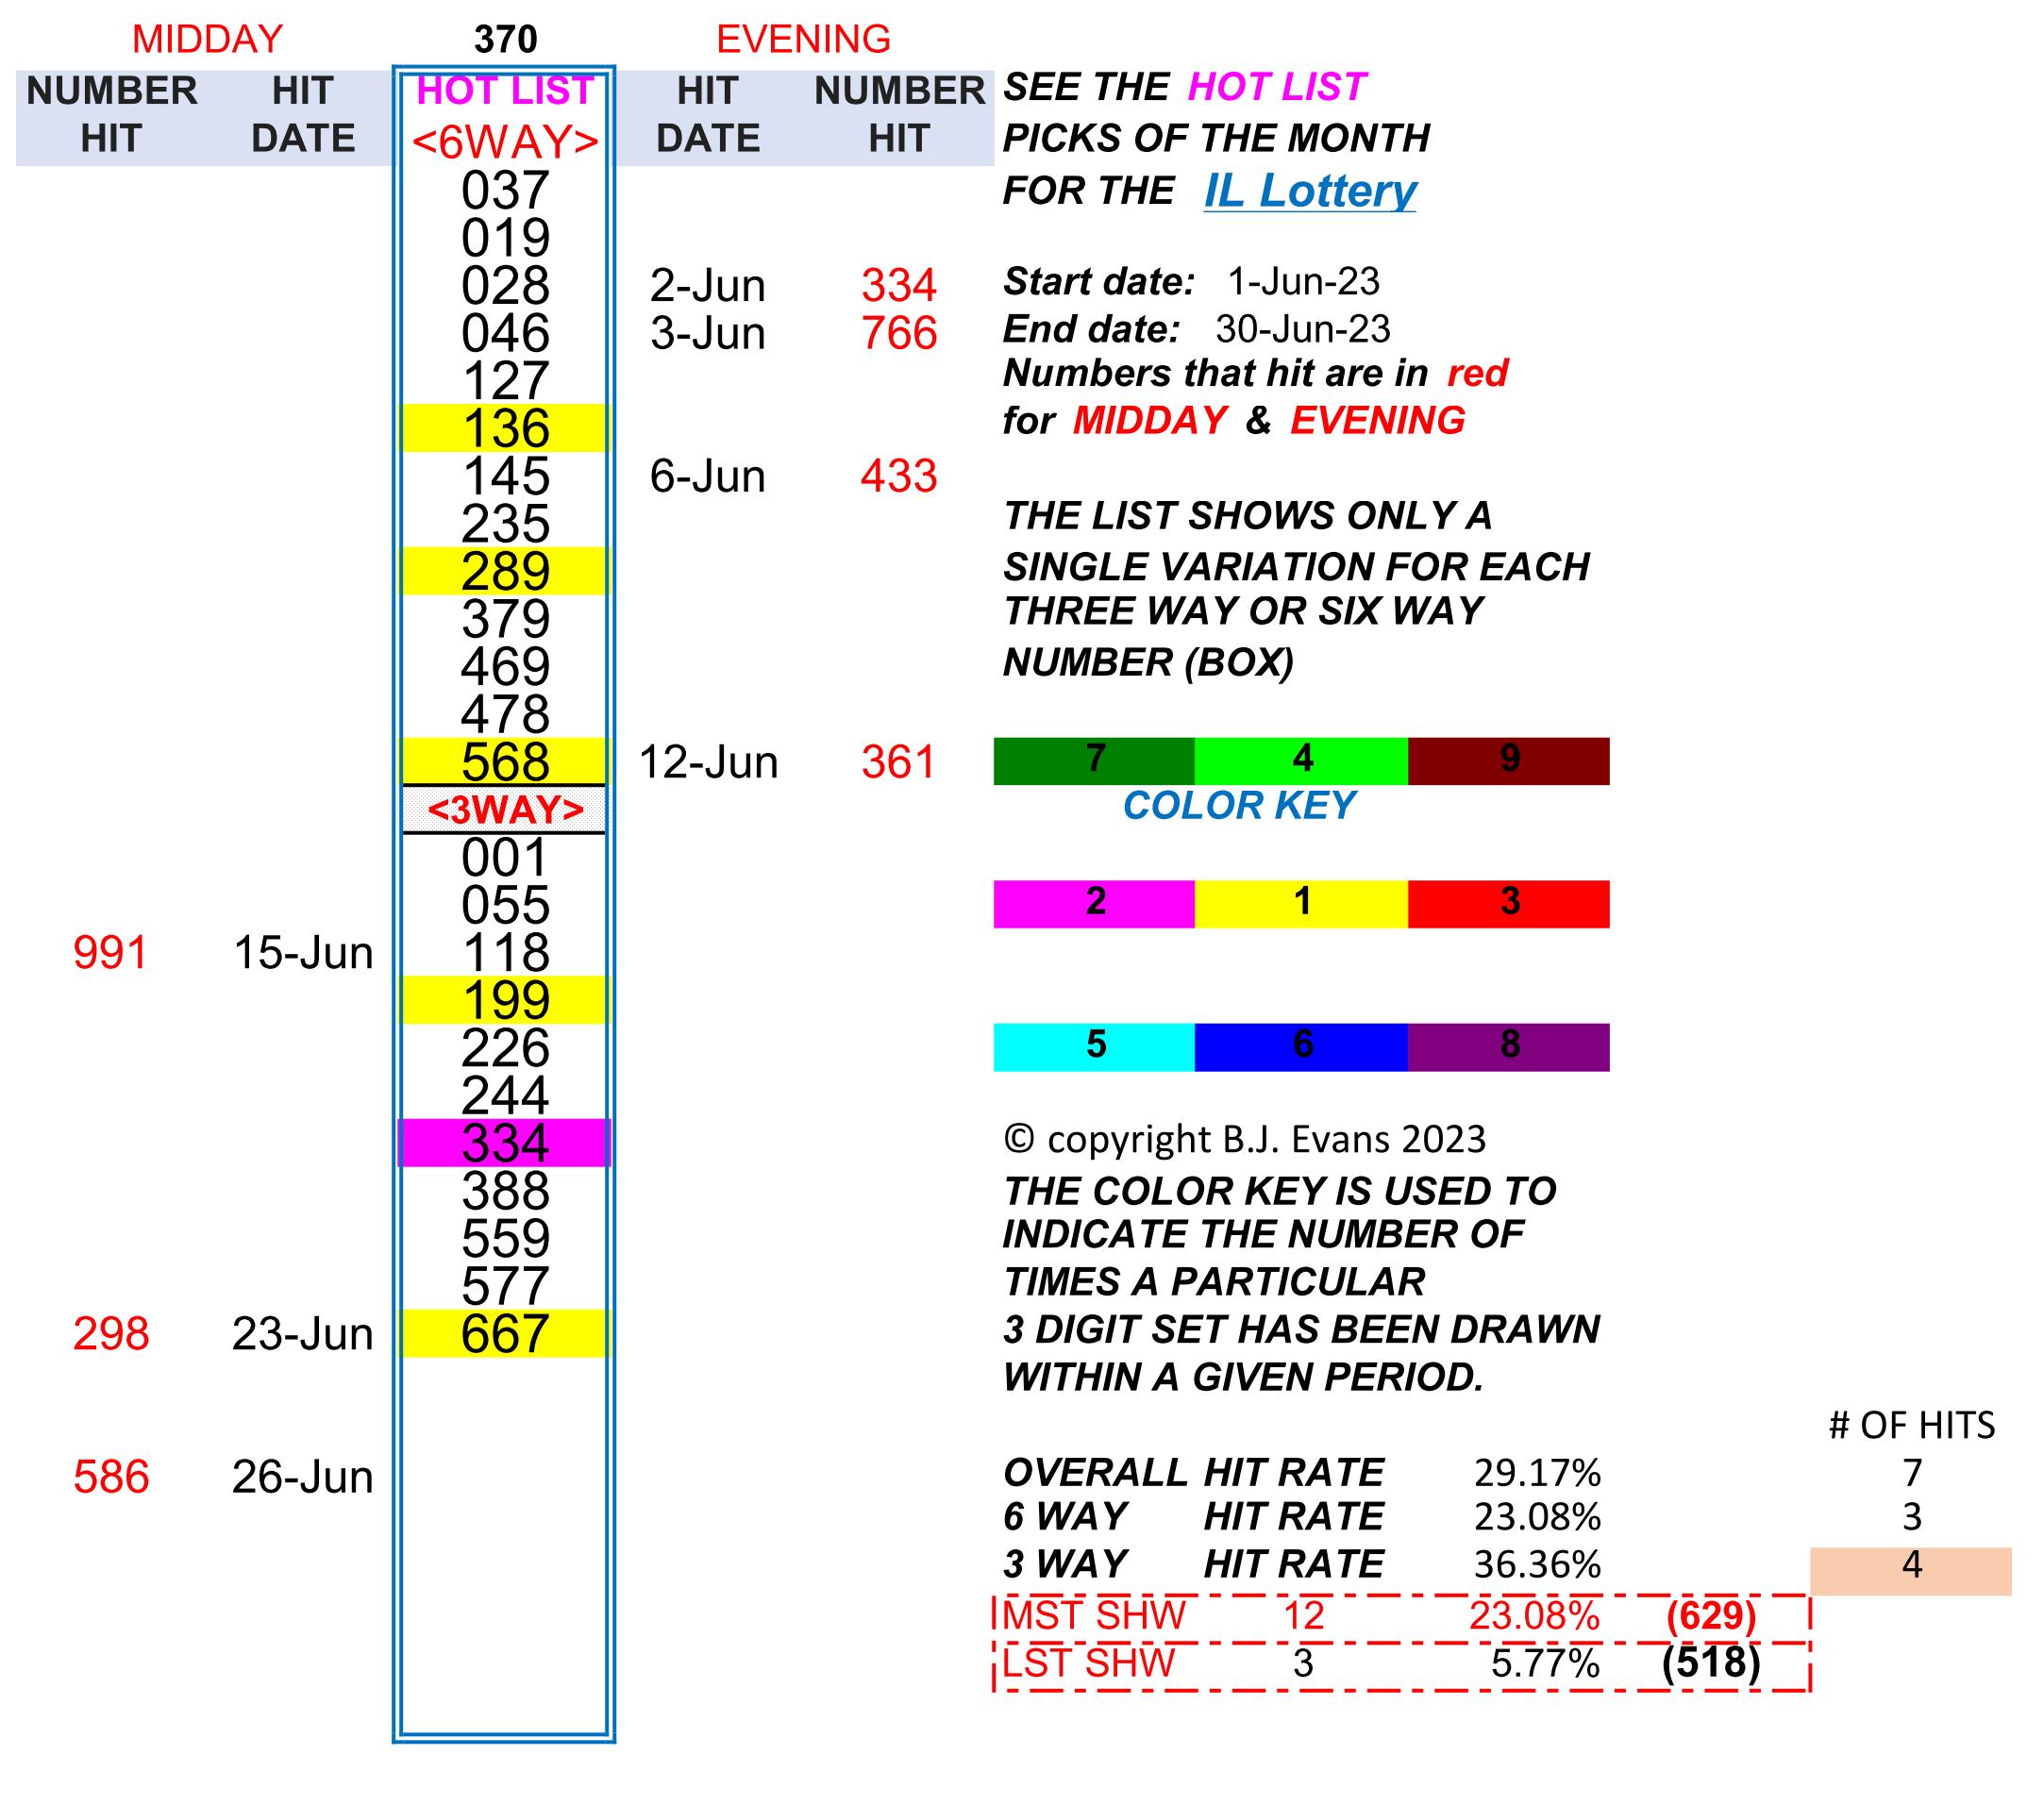 MIDDAY 370 EVENING
NUMBER HIT HOT LIST HIT NUMBER SEE THE HOT LIST
HIT DATE <6WAY> DATE HIT PICKS OF THE MONTH
037 FOR THE IL Lottery
019
028 2-Jun 334 Start date: 1-Jun-23
046 3-Jun 766 End date: 30-Jun-23
127 Numbers that hit are in red
136 for MIDDAY & EVENING
145 6-Jun 433
235 THE LIST SHOWS ONLY A
289 SINGLE VARIATION FOR EACH
379 THREE WAY OR SIX WAY
469 NUMBER (BOX)
478
568 12-Jun 361 7 4 9
<3WAY> COLOR KEY
001
055 2 1 3
991 15-Jun 118
199
226 5 6 8
244
334 © copyright B.J. Evans 2023
388 THE COLOR KEY IS USED TO
559 INDICATE THE NUMBER OF
577 TIMES A PARTICULAR
298 23-Jun 667 3 DIGIT SET HAS BEEN DRAWN
WITHIN A GIVEN PERIOD.
# OF HITS
586 26-Jun OVERALL HIT RATE 29.17% 7
6 WAY HIT RATE 23.08% 3
3 WAY HIT RATE 36.36% 4
MST SHW 12 23.08% (629)
LST SHW 3 5.77% (518)